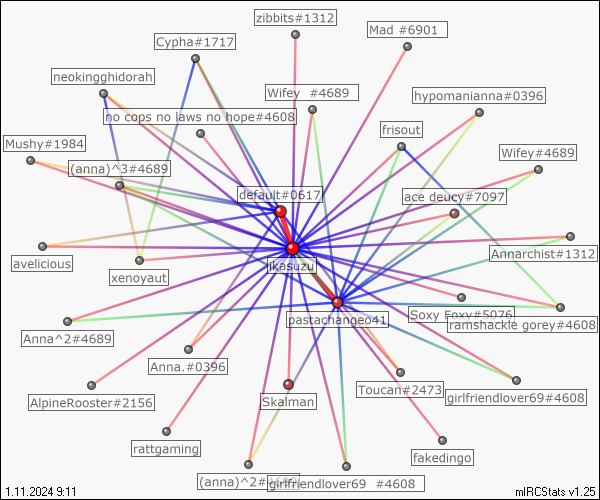 zibbits#1312
Mad #6901
Cypha#1717
neokingghidorah
Wifey #4689
hypomanianna#0396
no cops no laws no hope#4608
frisout
Mushy#1984
Wifey#4689
(anna)^3#4689
default#0617
ace deucy#7097
Annarchist#1312
avelicious
ikasuzu
xenoyaut
pastachangeo41
Soxy Foxy#5076
ramshackle gorey#4608
Anna^2#4689
Anna.#0396
Toucan#2473
AlpineRooster#2156
Skalman
girlfriendlover69#4608
rattgaming
fakedingo
(anna)^2#
girlfriendlover69 #4608
1.11.2024 9:11
mIRCStats v1.25